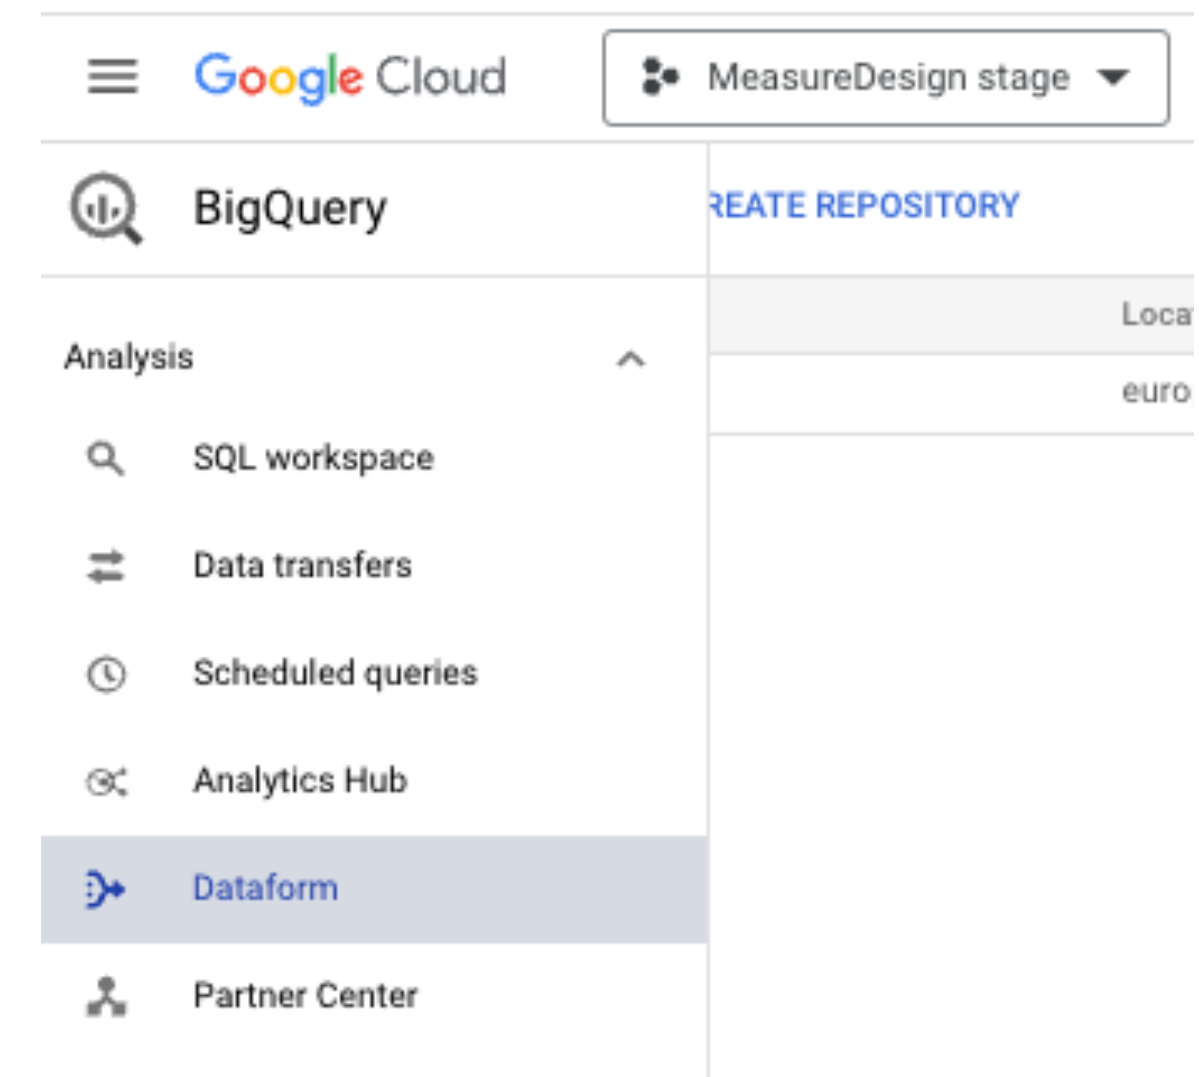 Google Cloud
MeasureDesign stage
BigQuery
REATE REPOSITORY
Loca
Analysis
euro
SQL workspace
Data transfers
Scheduled queries
Analytics Hub
Dataform
Partner Center